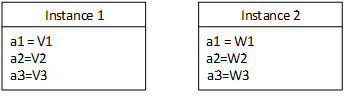 Instance 1
a1 = V1
a2=V2
a3=V3
Instance 2
a1 = W1
a2=W2
a3=W3